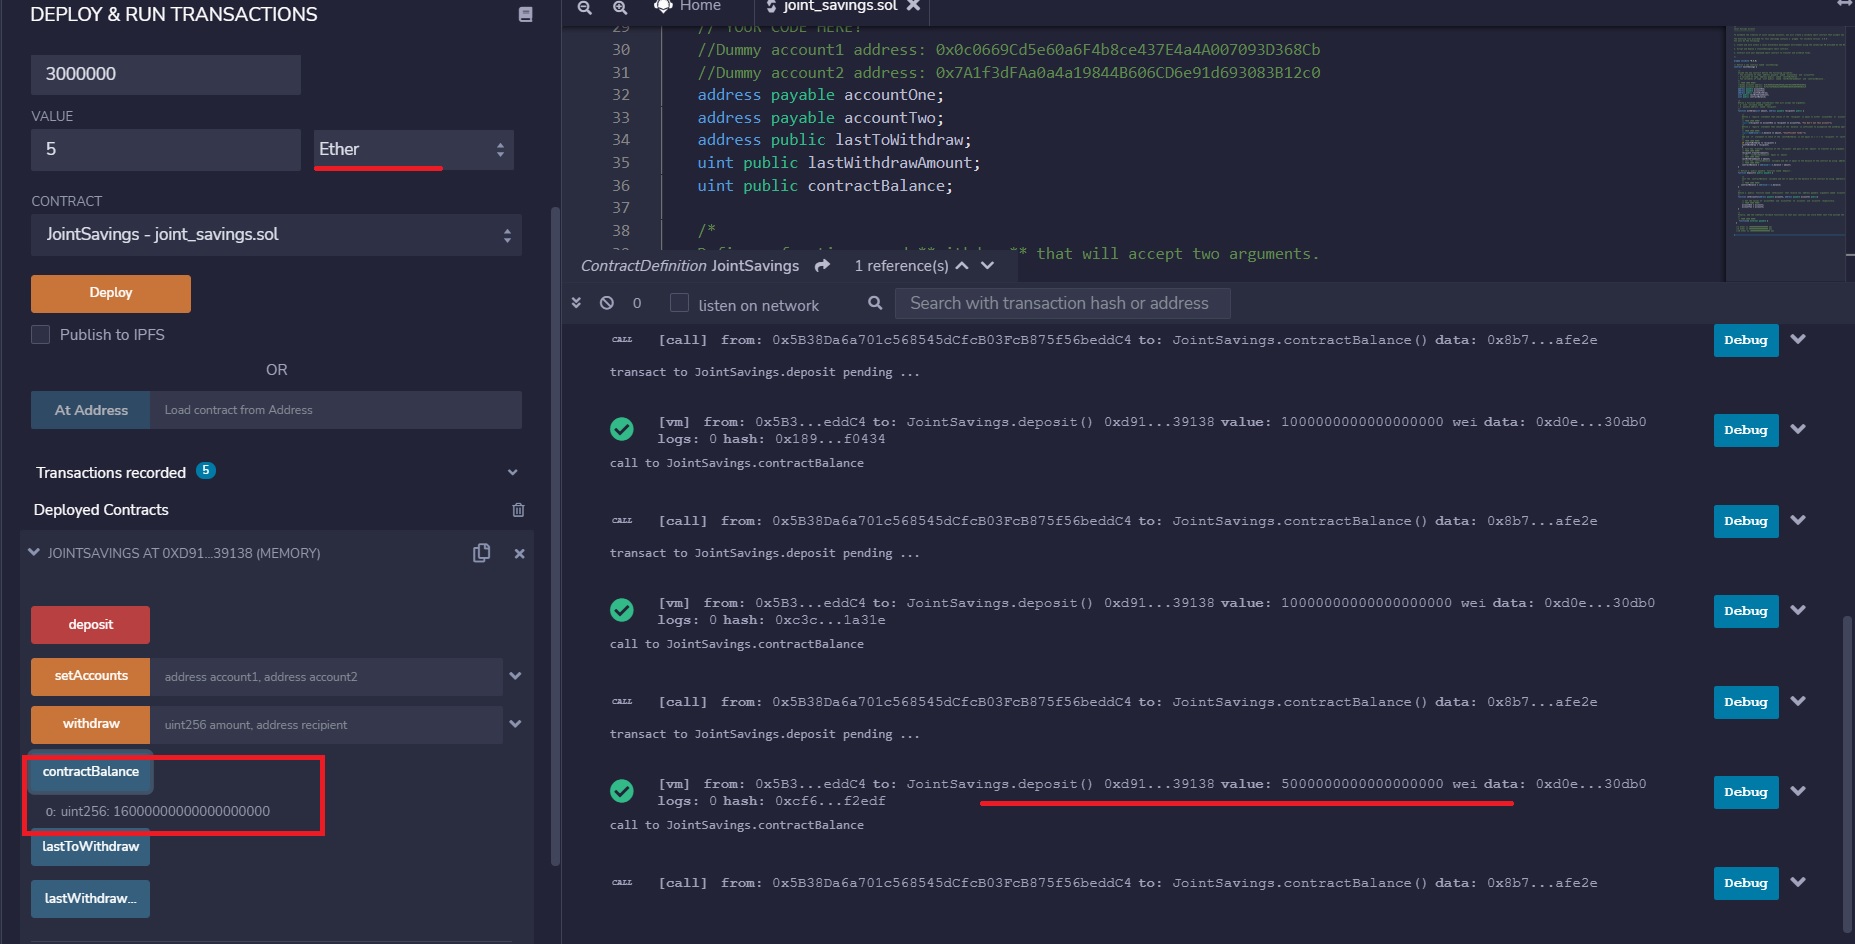 DEPLOY & RUN TRANSACTIONS
3000000
VALUE
5
Ether
CONTRACT
JointSavings - joint_savings.sol
Deploy
Publish to IPFS
OR
At Address
Load contract from Address
Transactions recorded 5
Deployed Contracts
JOINTSAVINGS AT 0XD91...39138 (MEMORY)
deposit
setAccounts
address account1, address account2
withdraw
uint256 amount, address recipient
contractBalance
0: uint256: 16000000000000000000
lastToWithdraw
lastWithdraw...
Home
joint_savings.sol
29 // YOUR CODE HERE!
30 //Dummy account1 address: 0x0c0669Cd5e60a6F4b8ce437E4a4A007093D368Cb
31 //Dummy account2 address: 0x7A1f3dFAa0a4a19844B606CD6e91d693083B12c0
32 address payable accountOne;
33 address payable accountTwo;
34 address public lastToWithdraw;
35 uint public lastWithdrawAmount;
36 uint public contractBalance;
37
38 /*
that will accept two arguments.
ContractDefinition JointSavings 1 reference(s)
0
listen on network
Search with transaction hash or address
CALL [call] from: 0x5B38Da6a701c568545dCfcB03FcB875f56beddC4 to: JointSavings.contractBalance() data: 0x8b7...afe2e
Debug
transact to JointSavings.deposit pending ...
[vm] from: 0x5B3...eddC4 to: JointSavings.deposit() 0xd91...39138 value: 1000000000000000000 wei data: 0xd0e...30db0
Debug
logs: 0 hash: 0x189...f0434
call to JointSavings.contractBalance
CALL [call] from: 0x5B38Da6a701c568545dCfcB03FcB875f56beddC4 to: JointSavings.contractBalance() data: 0x8b7...afe2e
Debug
transact to JointSavings.deposit pending ...
[vm] from: 0x5B3...eddC4 to: JointSavings.deposit() 0xd91...39138 value: 10000000000000000000 wei data: 0xd0e...30db0
Debug
logs: 0 hash: 0xc3c...1a31e
call to JointSavings.contractBalance
CALL [call] from: 0x5B38Da6a701c568545dCfcB03FcB875f56beddC4 to: JointSavings.contractBalance() data: 0x8b7...afe2e
Debug
transact to JointSavings.deposit pending ...
[vm] from: 0x5B3...eddC4 to: JointSavings.deposit() 0xd91...39138 value: 5000000000000000000 wei data: 0xd0e...30db0
Debug
logs: 0 hash: 0xcf6...f2edf
call to JointSavings.contractBalance
CALL [call] from: 0x5B38Da6a701c568545dCfcB03FcB875f56beddC4 to: JointSavings.contractBalance() data: 0x8b7...afe2e
Debug